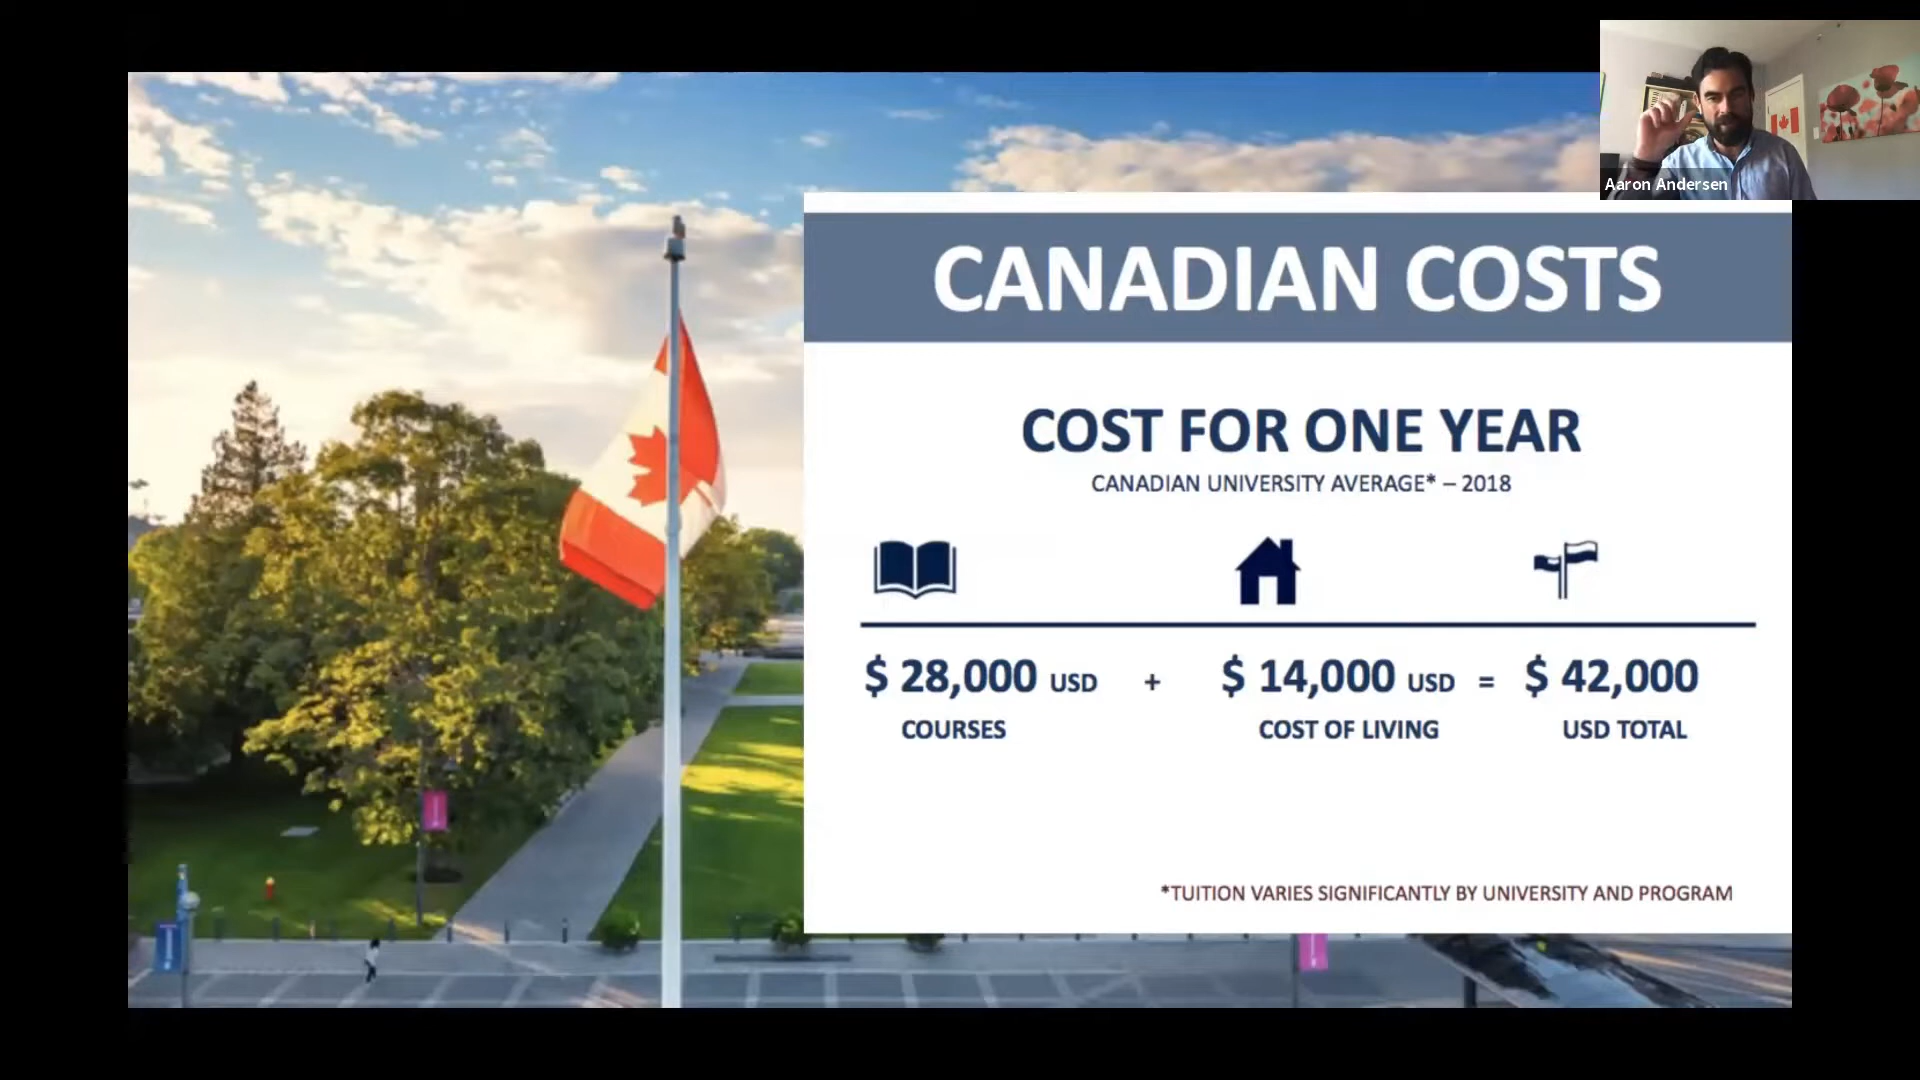 Aaron Andersen
CANADIAN COSTS
COST FOR ONE YEAR
CANADIAN UNIVERSITY AVERAGE* – 2018
$ 28,000 USD + $ 14,000 USD = $ 42,000
COURSES COST OF LIVING USD TOTAL
*TUITION VARIES SIGNIFICANTLY BY UNIVERSITY AND PROGRAM